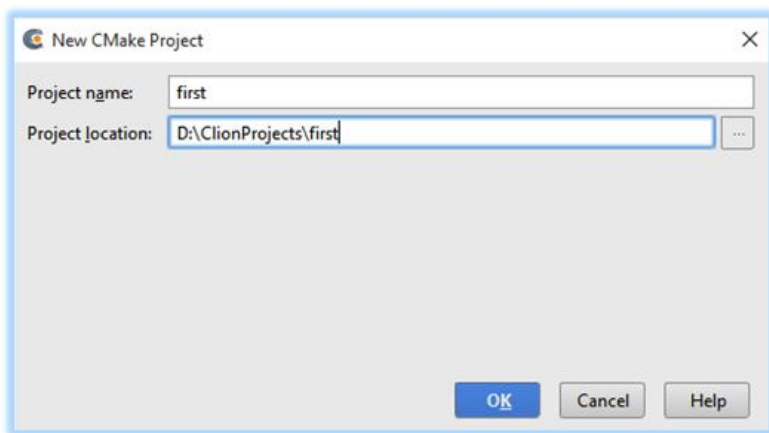 New CMake Project
Project name: first
Project location: D:\ClionProjects\first ...
OK Cancel Help